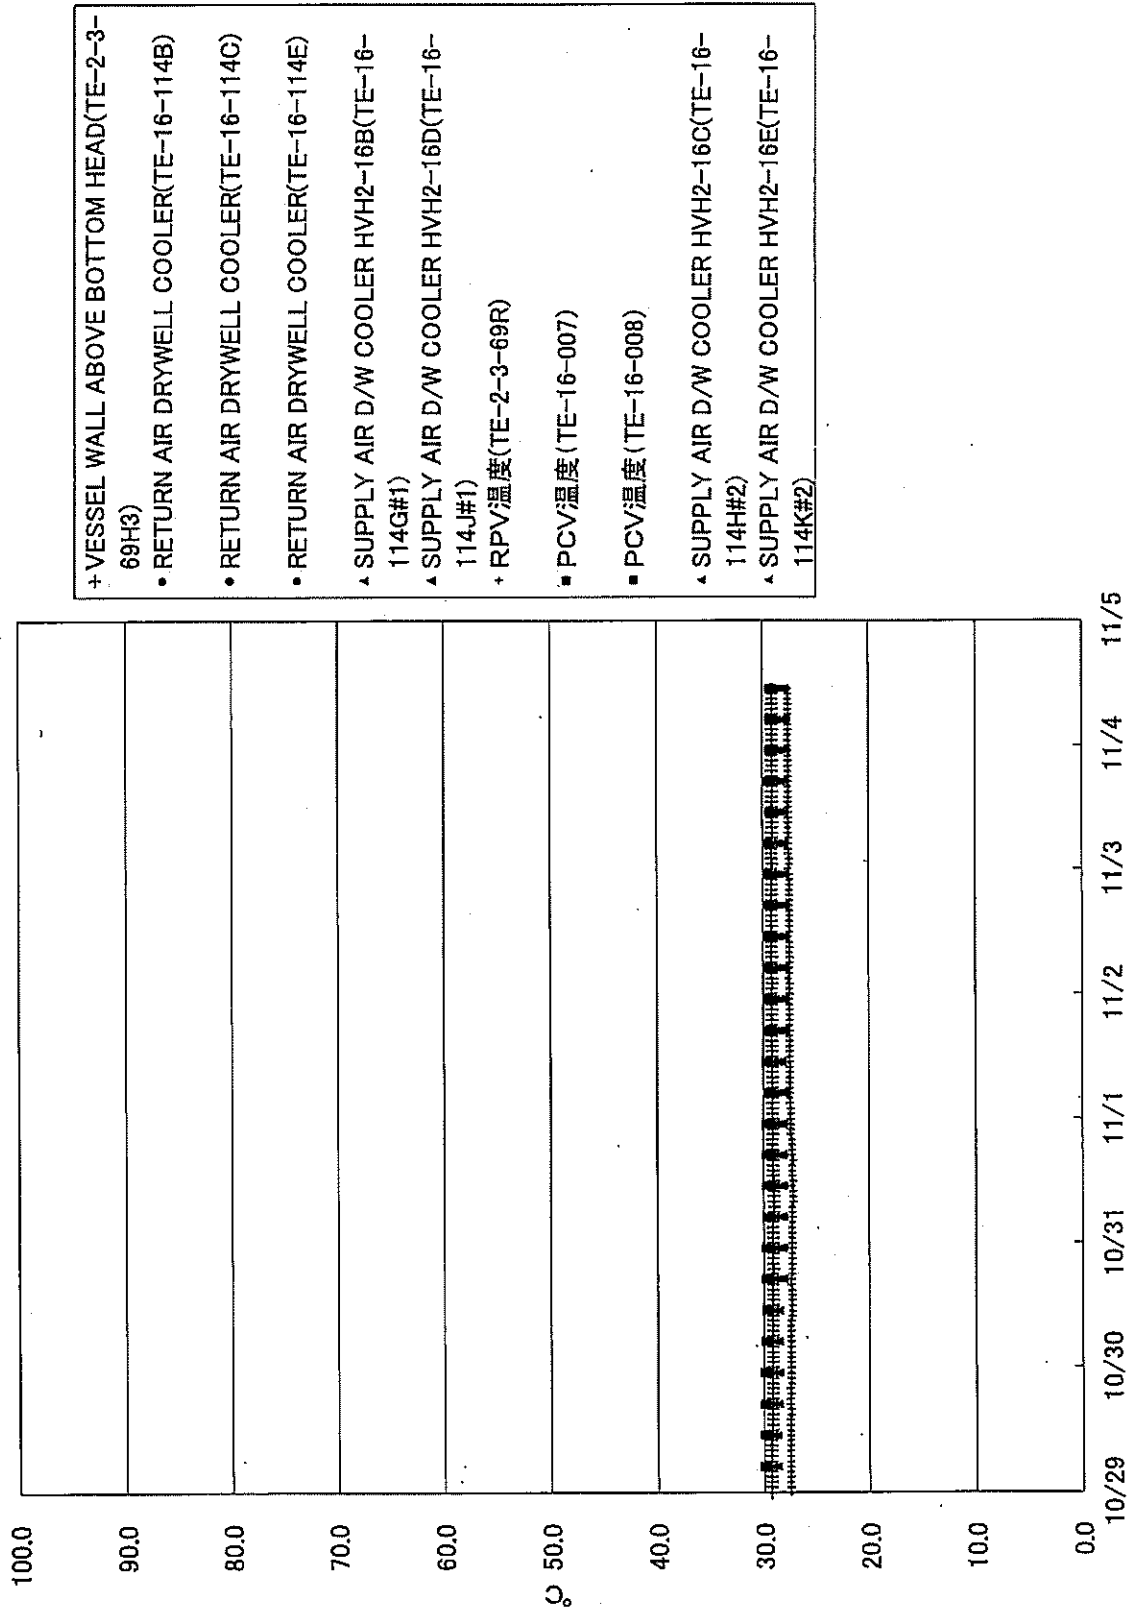 100.0
90.0
80.0
70.0
60.0
50.0
40.0
30.0
20.0
10.0
0.0
°C
10/29
10/30
10/31
11/1
11/2
11/3
11/4
11/5
+ VESSEL WALL ABOVE BOTTOM HEAD(TE-2-3-
69H3)
• RETURN AIR DRYWELL COOLER(TE-16-114B)
• RETURN AIR DRYWELL COOLER(TE-16-114C)
• RETURN AIR DRYWELL COOLER(TE-16-114E)
▲ SUPPLY AIR D/W COOLER HVH2-16B(TE-16-
114G#1)
▲ SUPPLY AIR D/W COOLER HVH2-16D(TE-16-
114J#1)
+ RPV温度(TE-2-3-69R)
■ PCV温度(TE-16-007)
■ PCV温度(TE-16-008)
▲ SUPPLY AIR D/W COOLER HVH2-16C(TE-16-
114H#2)
▲ SUPPLY AIR D/W COOLER HVH2-16E(TE-16-
114K#2)